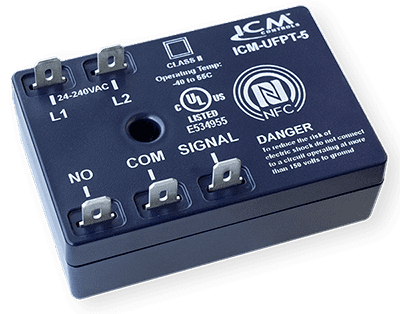 ICM
CONTROLS
ICM-UFPT-5
CLASS II
Operating Temp:
-40 to 55C
24-240VAC
L1
L2
C UL US
LISTED
E534955
N
NFC
DANGER
To reduce the risk of
electric shock do not connect
to a circuit operating at more
than 150 volts to ground
NO
COM
SIGNAL